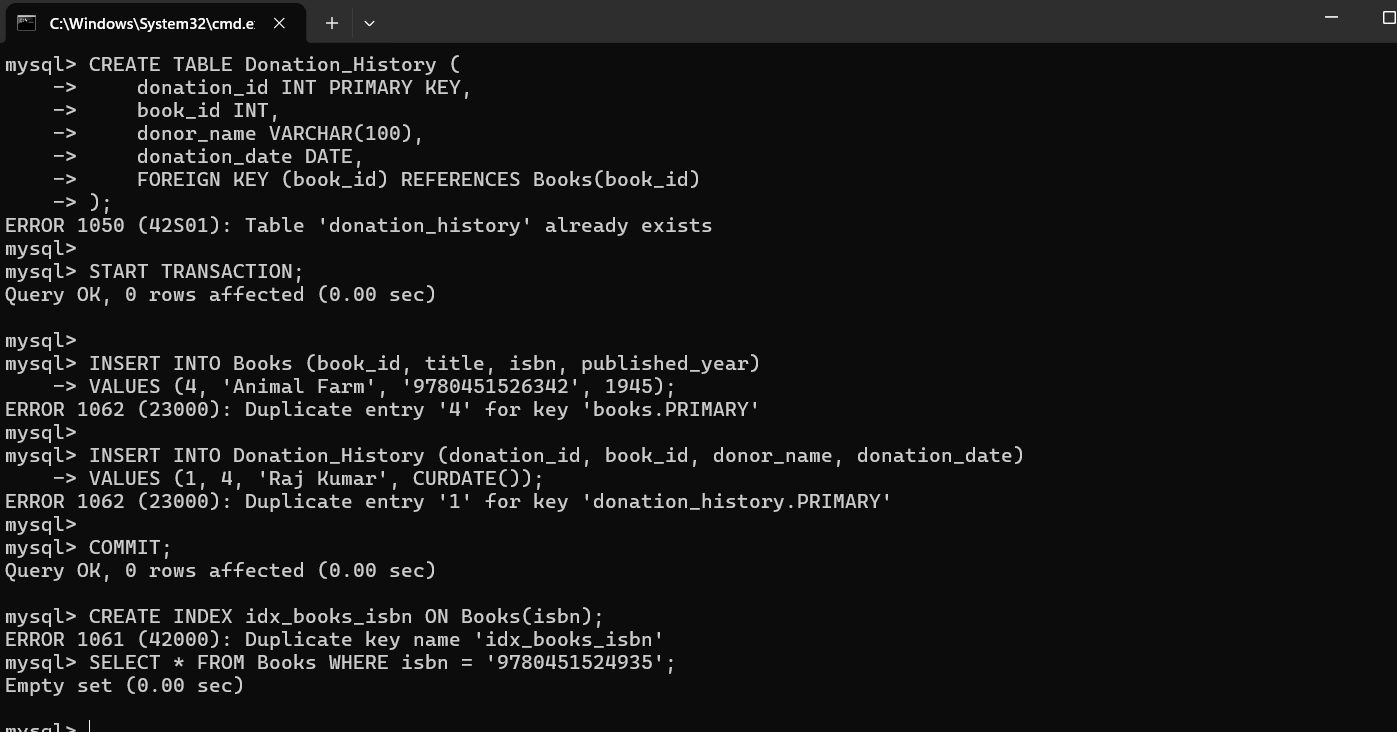 C:\Windows\System32\cmd.e
mysql> CREATE TABLE Donation_History (
    ->     donation_id INT PRIMARY KEY,
    ->     book_id INT,
    ->     donor_name VARCHAR(100),
    ->     donation_date DATE,
    ->     FOREIGN KEY (book_id) REFERENCES Books(book_id)
    -> );
ERROR 1050 (42S01): Table 'donation_history' already exists
mysql>
mysql> START TRANSACTION;
Query OK, 0 rows affected (0.00 sec)
mysql>
mysql> INSERT INTO Books (book_id, title, isbn, published_year)
    -> VALUES (4, 'Animal Farm', '9780451526342', 1945);
ERROR 1062 (23000): Duplicate entry '4' for key 'books.PRIMARY'
mysql>
mysql> INSERT INTO Donation_History (donation_id, book_id, donor_name, donation_date)
    -> VALUES (1, 4, 'Raj Kumar', CURDATE());
ERROR 1062 (23000): Duplicate entry '1' for key 'donation_history.PRIMARY'
mysql>
mysql> COMMIT;
Query OK, 0 rows affected (0.00 sec)
mysql> CREATE INDEX idx_books_isbn ON Books(isbn);
ERROR 1061 (42000): Duplicate key name 'idx_books_isbn'
mysql> SELECT * FROM Books WHERE isbn = '9780451524935';
Empty set (0.00 sec)
mysql>